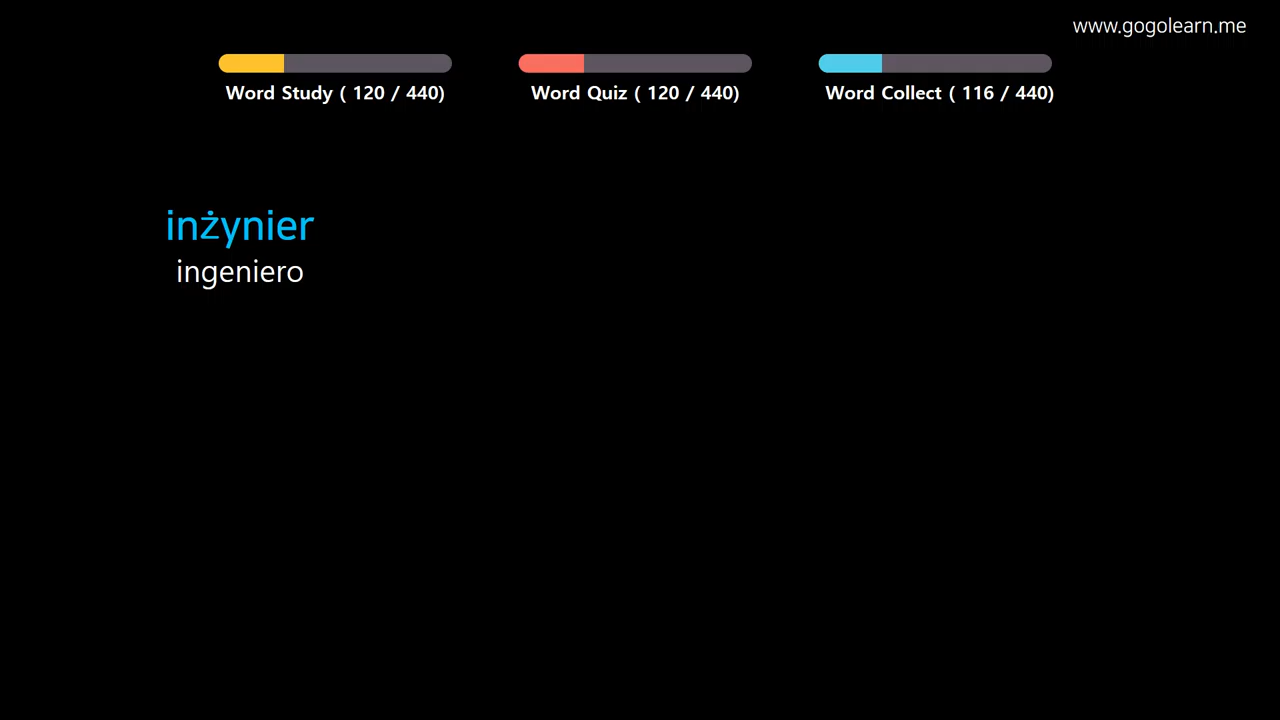 www.gogolearn.me
Word Study ( 120 / 440)
Word Quiz ( 120 / 440)
Word Collect ( 116 / 440)
inżynier
ingeniero